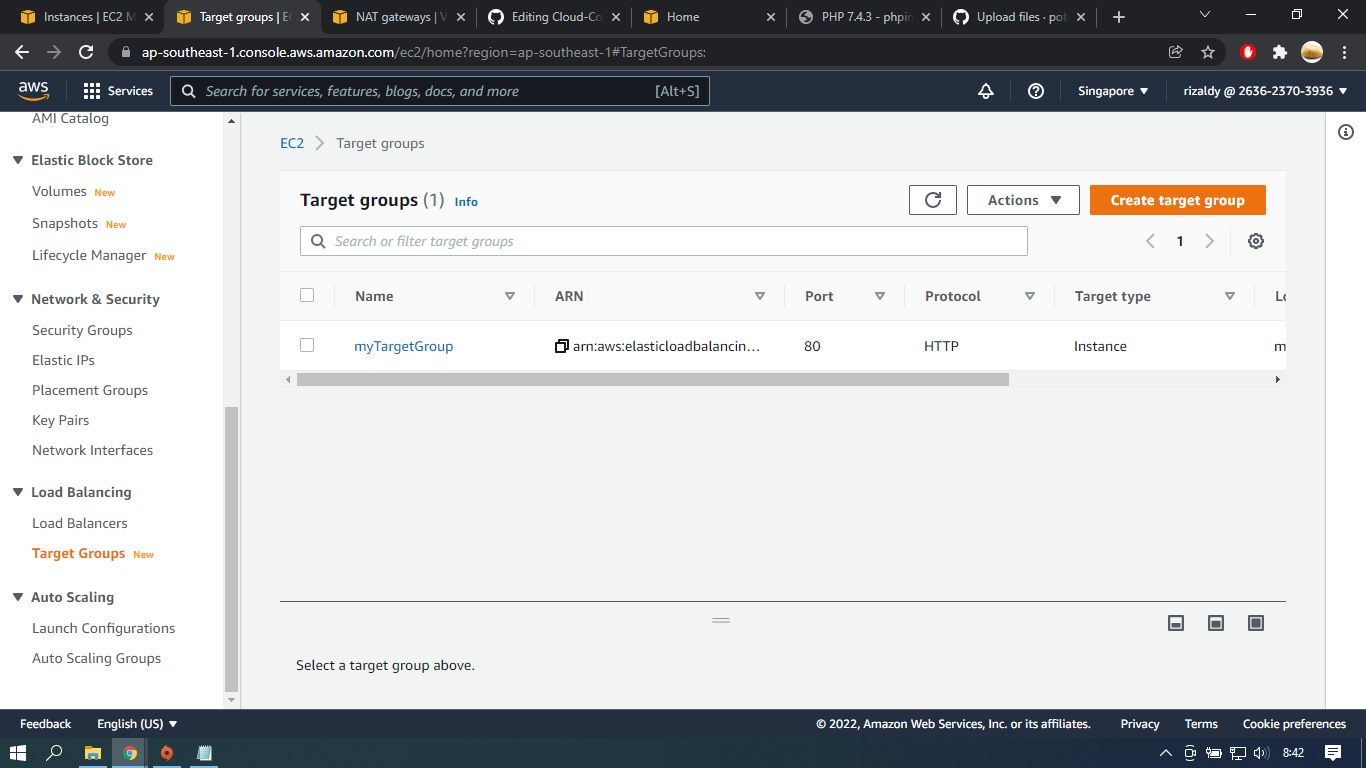 Instances | EC2 M
Target groups | EC
NAT gateways | V
Editing Cloud-Co
Home
PHP 7.4.3 - phpin
Upload files · pot
ap-southeast-1.console.aws.amazon.com/ec2/home?region=ap-southeast-1#TargetGroups:
aws
Services
Search for services, features, blogs, docs, and more
[Alt+S]
Singapore
rizaldy @ 2636-2370-3936
AMI Catalog
Elastic Block Store
Volumes New
Snapshots New
Lifecycle Manager New
Network & Security
Security Groups
Elastic IPs
Placement Groups
Key Pairs
Network Interfaces
Load Balancing
Load Balancers
Target Groups New
Auto Scaling
Launch Configurations
Auto Scaling Groups
EC2
Target groups
Target groups (1) Info
Actions
Create target group
Search or filter target groups
1
Name
ARN
Port
Protocol
Target type
Lo
myTargetGroup
arn:aws:elasticloadbalancin...
80
HTTP
Instance
m
Select a target group above.
Feedback
English (US)
© 2022, Amazon Web Services, Inc. or its affiliates.
Privacy
Terms
Cookie preferences
8:42